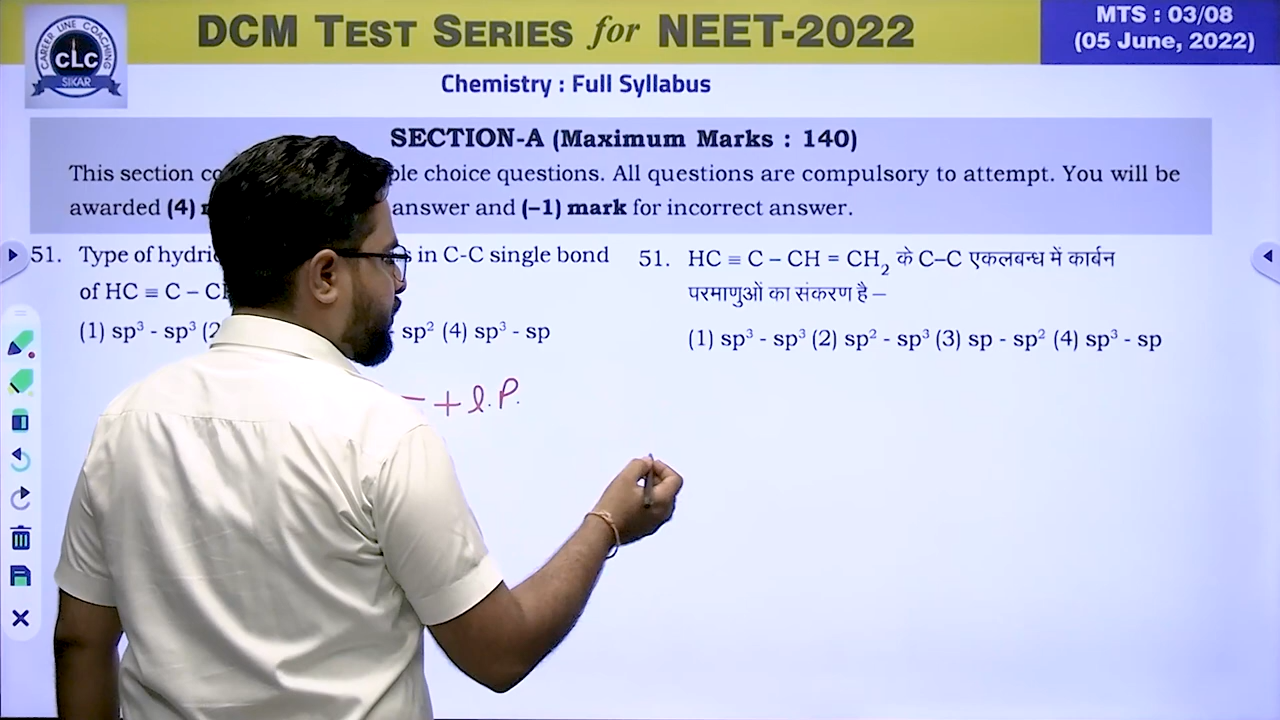 DCM TEST SERIES for NEET-2022
MTS : 03/08
(05 June, 2022)
CAREER LINE COACHING
CLC
SIKAR
Chemistry : Full Syllabus
SECTION-A (Maximum Marks : 140)
This section ple choice questions. All questions are compulsory to attempt. You will be
awarded (4) answer and (–1) mark for incorrect answer.
51. Type of s in C-C single bond
of HC ≡ C – C
(1) sp³ - sp³ (2 sp² (4) sp³ - sp
+ l.P.
51. HC ≡ C – CH = CH₂ के C–C एकलबन्ध में कार्बन
परमाणुओं का संकरण है –
(1) sp³ - sp³ (2) sp² - sp³ (3) sp - sp² (4) sp³ - sp